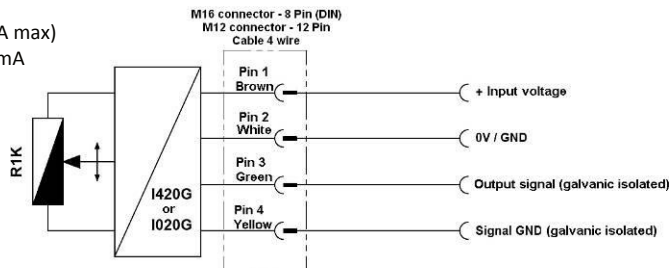 M16 connector - 8 Pin (DIN)
M12 connector - 12 Pin
Cable 4 wire
A max)
mA
Pin 1
Brown
+ Input voltage
Pin 2
White
0V / GND
R1K
Pin 3
Green
Output signal (galvanic isolated)
I420G
or
I020G
Pin 4
Yellow
Signal GND (galvanic isolated)